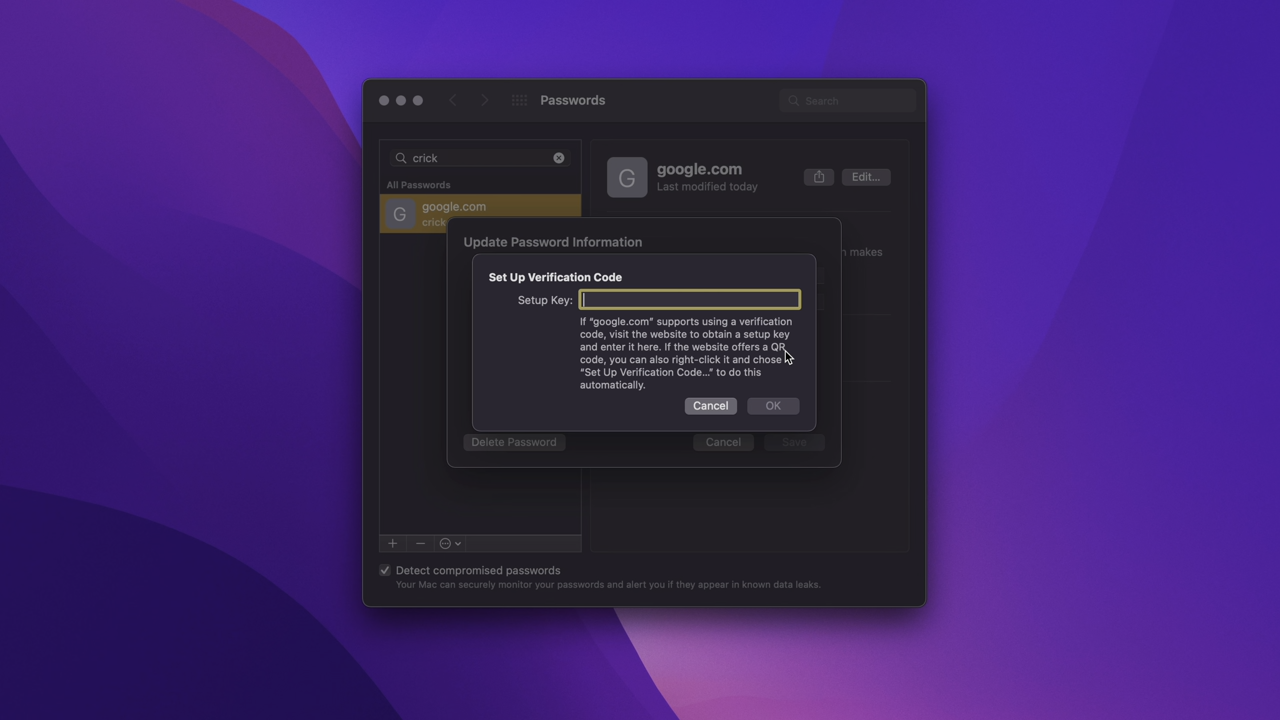 Passwords
Search
crick
All Passwords
G
google.com
crick
G
google.com
Last modified today
Edit...
n makes
Update Password Information
Set Up Verification Code
Setup Key:
If “google.com” supports using a verification
code, visit the website to obtain a setup key
and enter it here. If the website offers a QR
code, you can also right-click it and chose
“Set Up Verification Code...” to do this
automatically.
Cancel
OK
Delete Password
Cancel
Save
Detect compromised passwords
Your Mac can securely monitor your passwords and alert you if they appear in known data leaks.